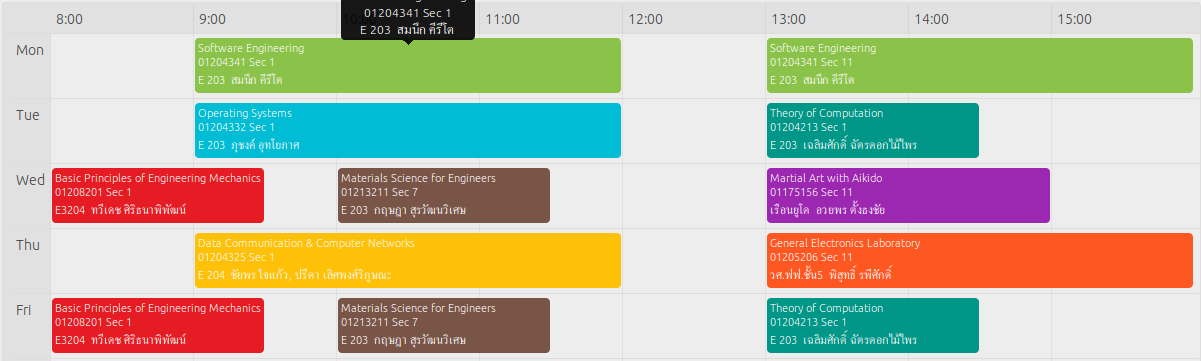 8:00 9:00 11:00 12:00 13:00 14:00 15:00
01204341 Sec 1
E 203 สมนึก คีรีโต
Mon
Software Engineering
01204341 Sec 1
E 203 สมนึก คีรีโต
Software Engineering
01204341 Sec 11
E 203 สมนึก คีรีโต
Tue
Operating Systems
01204332 Sec 1
E 203 ภุชงค์ อุทโยภาศ
Theory of Computation
01204213 Sec 1
E 203 เฉลิมศักดิ์ ฉัตรดอกไม้ไพร
Wed
Basic Principles of Engineering Mechanics
01208201 Sec 1
E3204 ทวีเดช ศิริธนาพิพัฒน์
Materials Science for Engineers
01213211 Sec 7
E 203 กฤษฎา สุรวัฒนวิเศษ
Martial Art with Aikido
01175156 Sec 11
เรือนยูโด อวยพร ตั้งธงชัย
Thu
Data Communication & Computer Networks
01204325 Sec 1
E 204 ชัยพร ใจแก้ว, ปรีดา เลิศพงศ์วิภูษณะ
General Electronics Laboratory
01205206 Sec 11
วศ.ฟฟ.ชั้น5 พิสุทธิ์ รพีศักดิ์
Fri
Basic Principles of Engineering Mechanics
01208201 Sec 1
E3204 ทวีเดช ศิริธนาพิพัฒน์
Materials Science for Engineers
01213211 Sec 7
E 203 กฤษฎา สุรวัฒนวิเศษ
Theory of Computation
01204213 Sec 1
E 203 เฉลิมศักดิ์ ฉัตรดอกไม้ไพร